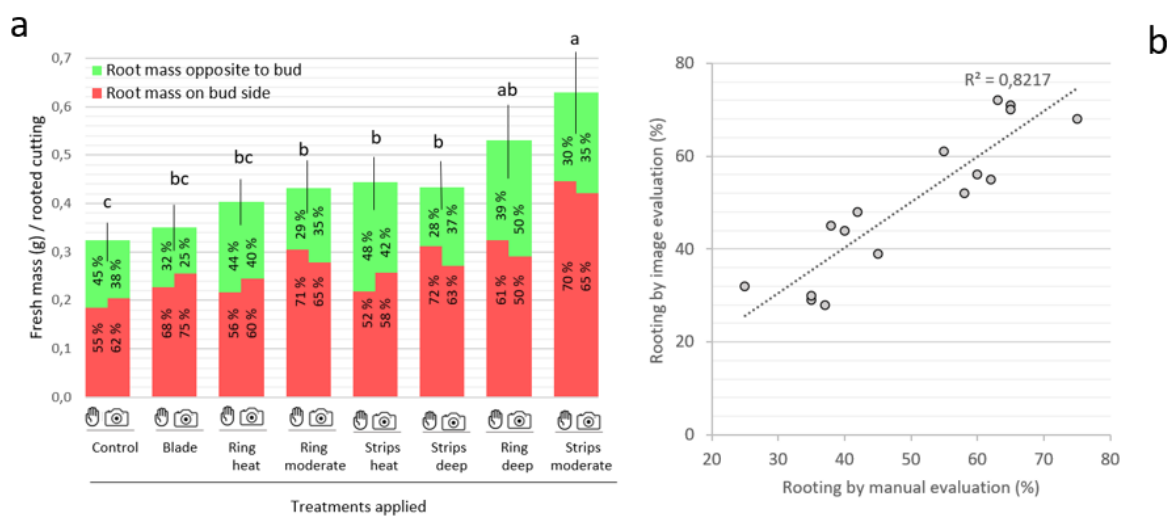 a
Fresh mass (g) / rooted cutting
0,7
0,6
0,5
0,4
0,3
0,2
0,1
0,0
Root mass opposite to bud
Root mass on bud side
c
bc
bc
b
b
b
ab
a
45 % 38 %
55 % 62 %
32 % 25 %
68 % 75 %
44 % 40 %
56 % 60 %
29 % 35 %
71 % 65 %
48 % 42 %
52 % 58 %
28 % 37 %
72 % 63 %
39 % 50 %
61 % 50 %
30 % 35 %
70 % 65 %
Control
Blade
Ring
heat
Ring
moderate
Strips
heat
Strips
deep
Ring
deep
Strips
moderate
Treatments applied
b
Rooting by image evaluation (%)
80
60
40
20
0
R² = 0,8217
20 30 40 50 60 70 80
Rooting by manual evaluation (%)